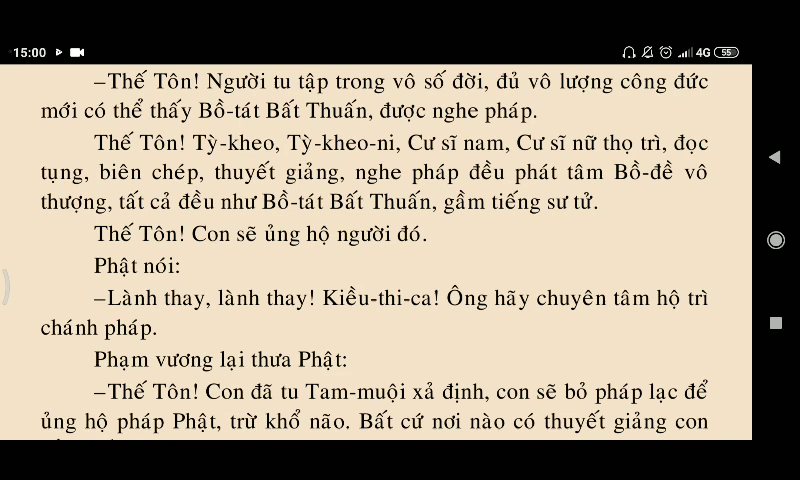 15:00 4G 55
–Thế Tôn! Người tu tập trong vô số đời, đủ vô lượng công đức
mới có thể thấy Bồ-tát Bất Thuấn, được nghe pháp.
Thế Tôn! Tỳ-kheo, Tỳ-kheo-ni, Cư sĩ nam, Cư sĩ nữ thọ trì, đọc
tụng, biên chép, thuyết giảng, nghe pháp đều phát tâm Bồ-đề vô
thượng, tất cả đều như Bồ-tát Bất Thuấn, gầm tiếng sư tử.
Thế Tôn! Con sẽ ủng hộ người đó.
Phật nói:
–Lành thay, lành thay! Kiều-thi-ca! Ông hãy chuyên tâm hộ trì
chánh pháp.
Phạm vương lại thưa Phật:
–Thế Tôn! Con đã tu Tam-muội xả định, con sẽ bỏ pháp lạc để
ủng hộ pháp Phật, trừ khổ não. Bất cứ nơi nào có thuyết giảng con